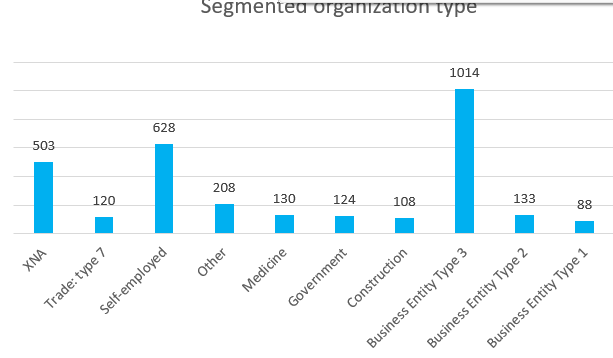 Segmented organization type
1014
628
503
208
130
124
133
120
108
88
XNA
Trade: type 7
Self-employed
Other
Medicine
Government
Construction
Business Entity Type 3
Business Entity Type 2
Business Entity Type 1